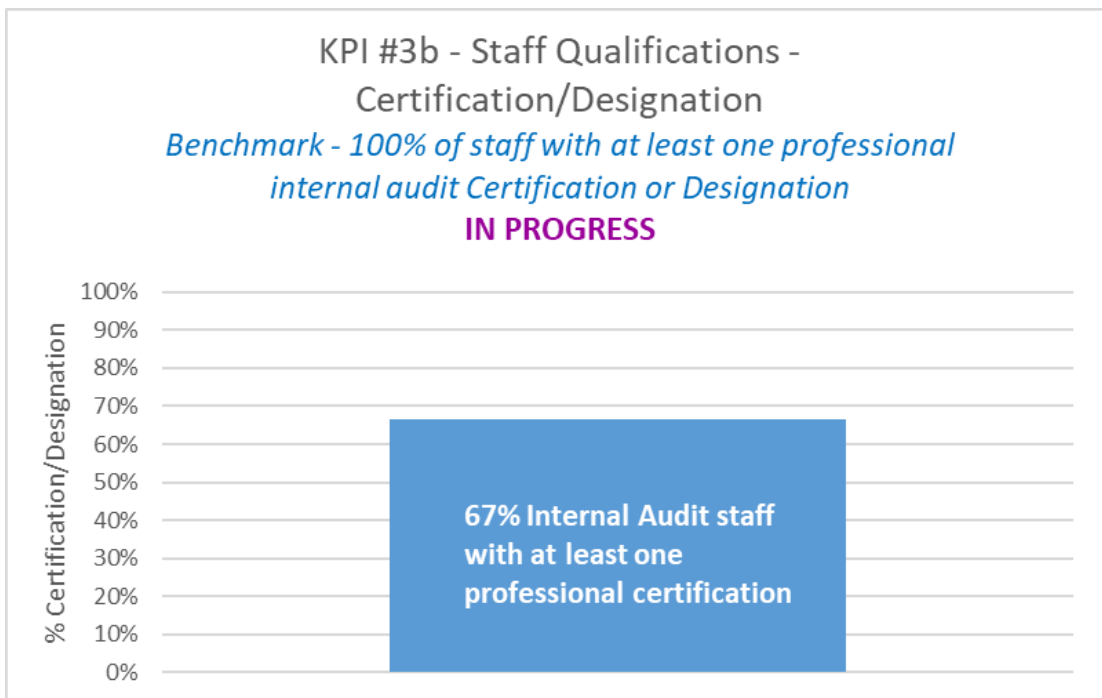 KPI #3b - Staff Qualifications -
Certification/Designation
Benchmark - 100% of staff with at least one professional
internal audit Certification or Designation
IN PROGRESS
% Certification/Designation
100%
90%
80%
70%
60%
50%
40%
30%
20%
10%
0%
67% Internal Audit staff
with at least one
professional certification